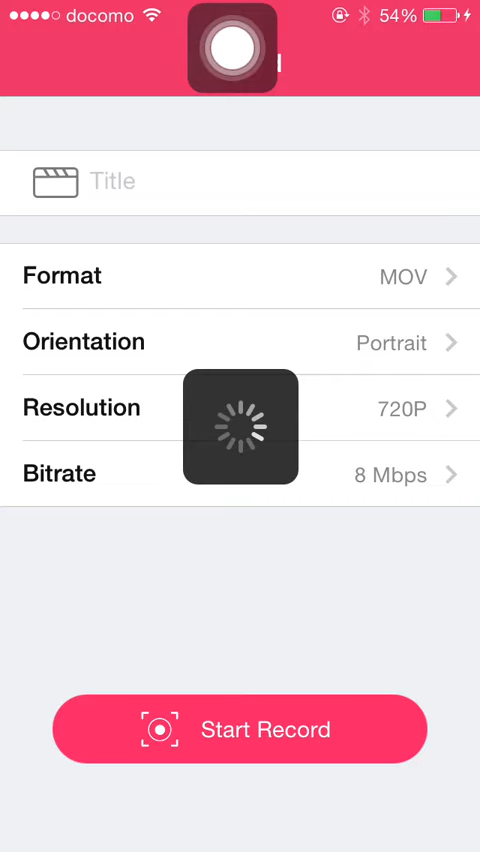 docomo 54%
Title
Format MOV
Orientation Portrait
Resolution 720P
Bitrate 8 Mbps
Start Record